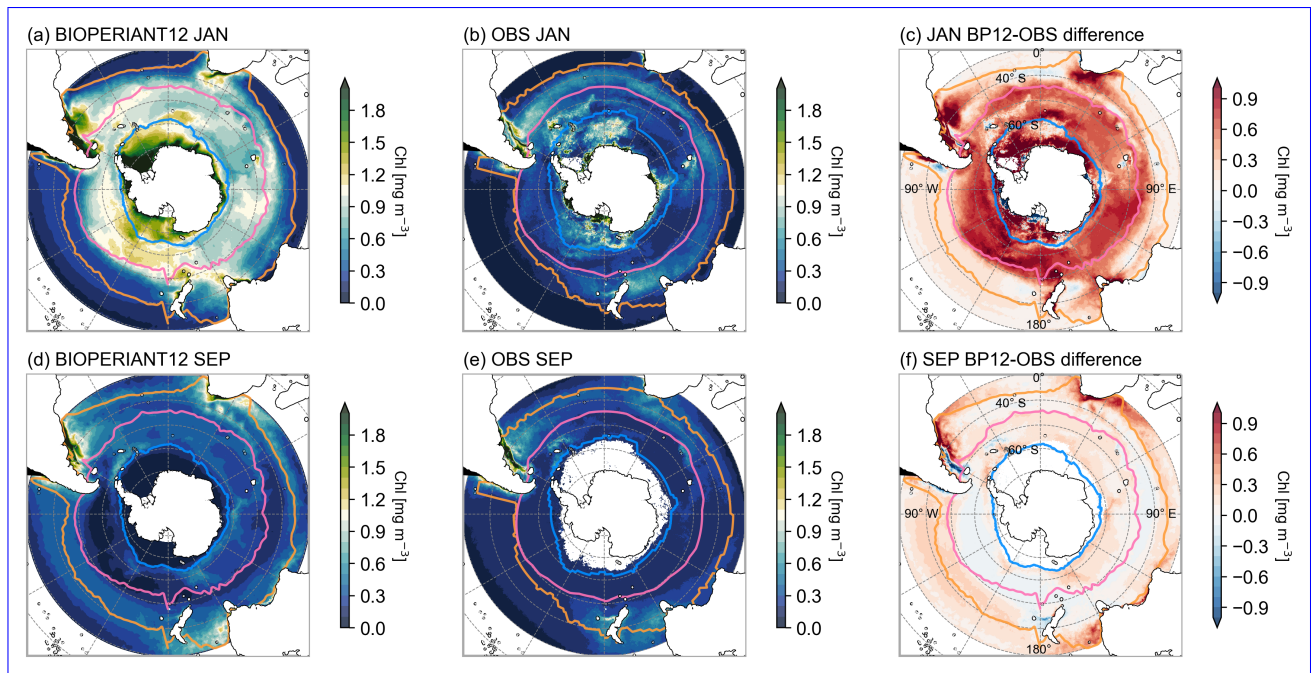 (a) BIOPERIANT12 JAN
(b) OBS JAN
(c) JAN BP12-OBS difference
1.8
1.5
1.2
0.9
0.6
0.3
0.0
Chl [mg m⁻³]
1.8
1.5
1.2
0.9
0.6
0.3
0.0
Chl [mg m⁻³]
0°
40° S
60° S
90° W
90° E
180°
0.9
0.6
0.3
0.0
−0.3
−0.6
−0.9
Chl [mg m⁻³]
(d) BIOPERIANT12 SEP
(e) OBS SEP
(f) SEP BP12-OBS difference
1.8
1.5
1.2
0.9
0.6
0.3
0.0
Chl [mg m⁻³]
1.8
1.5
1.2
0.9
0.6
0.3
0.0
Chl [mg m⁻³]
0°
40° S
60° S
90° W
90° E
180°
0.9
0.6
0.3
0.0
−0.3
−0.6
−0.9
Chl [mg m⁻³]